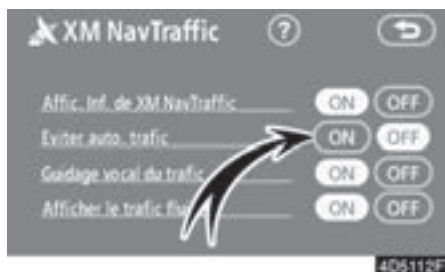 XM NavTraffic ?
Affic. Inf. de XM NavTraffic ON OFF
Eviter auto. trafic ON OFF
Guidage vocal du trafic ON OFF
Afficher le trafic ON OFF
4D5112F